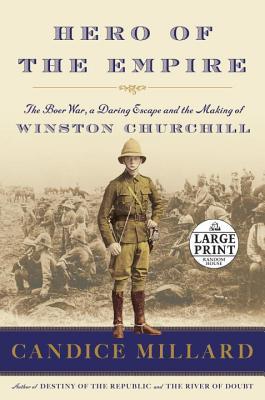 HERO OF
THE EMPIRE
The Boer War, a Daring Escape and the Making of
WINSTON CHURCHILL
LARGE
PRINT
RANDOM
HOUSE
CANDICE MILLARD
Author of DESTINY OF THE REPUBLIC and THE RIVER OF DOUBT